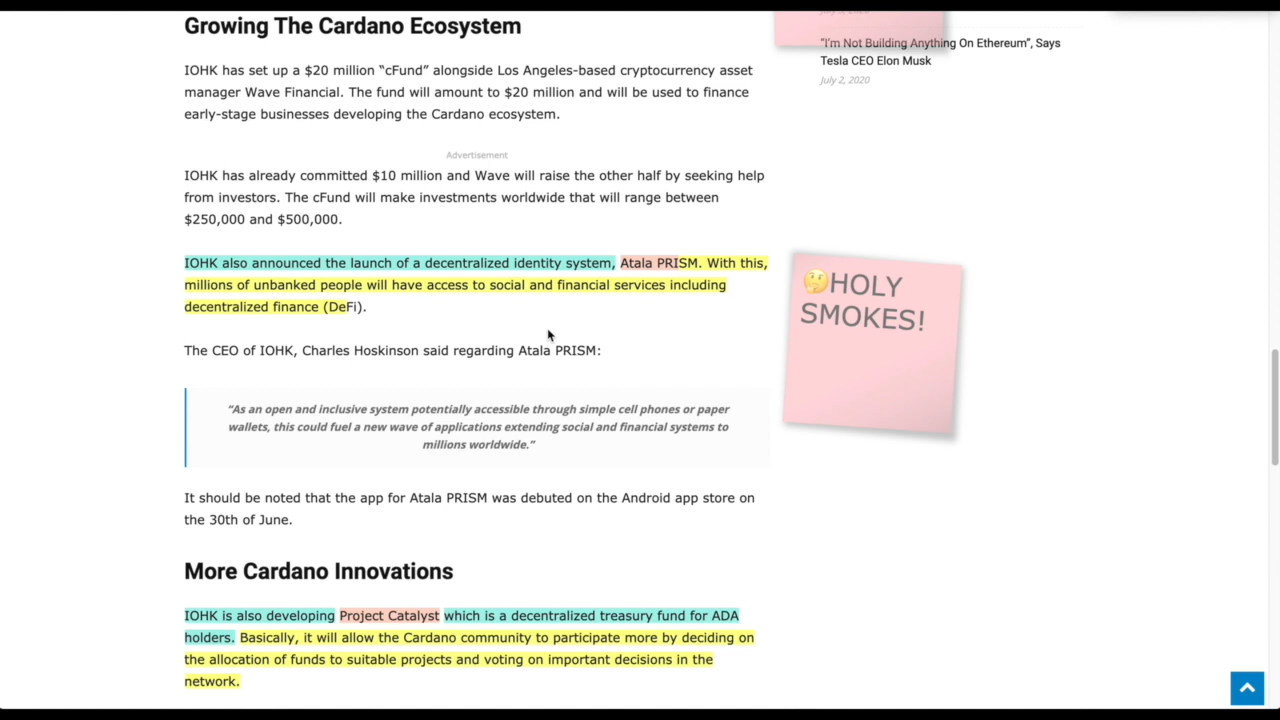 Growing The Cardano Ecosystem
IOHK has set up a $20 million “cFund” alongside Los Angeles-based cryptocurrency asset
manager Wave Financial. The fund will amount to $20 million and will be used to finance
early-stage businesses developing the Cardano ecosystem.
Advertisement
IOHK has already committed $10 million and Wave will raise the other half by seeking help
from investors. The cFund will make investments worldwide that will range between
$250,000 and $500,000.
IOHK also announced the launch of a decentralized identity system, Atala PRISM. With this,
millions of unbanked people will have access to social and financial services including
decentralized finance (DeFi).
The CEO of IOHK, Charles Hoskinson said regarding Atala PRISM:
“As an open and inclusive system potentially accessible through simple cell phones or paper
wallets, this could fuel a new wave of applications extending social and financial systems to
millions worldwide.”
It should be noted that the app for Atala PRISM was debuted on the Android app store on
the 30th of June.
More Cardano Innovations
IOHK is also developing Project Catalyst which is a decentralized treasury fund for ADA
holders. Basically, it will allow the Cardano community to participate more by deciding on
the allocation of funds to suitable projects and voting on important decisions in the
network.
“I’m Not Building Anything On Ethereum”, Says
Tesla CEO Elon Musk
July 2, 2020
🤔HOLY
SMOKES!